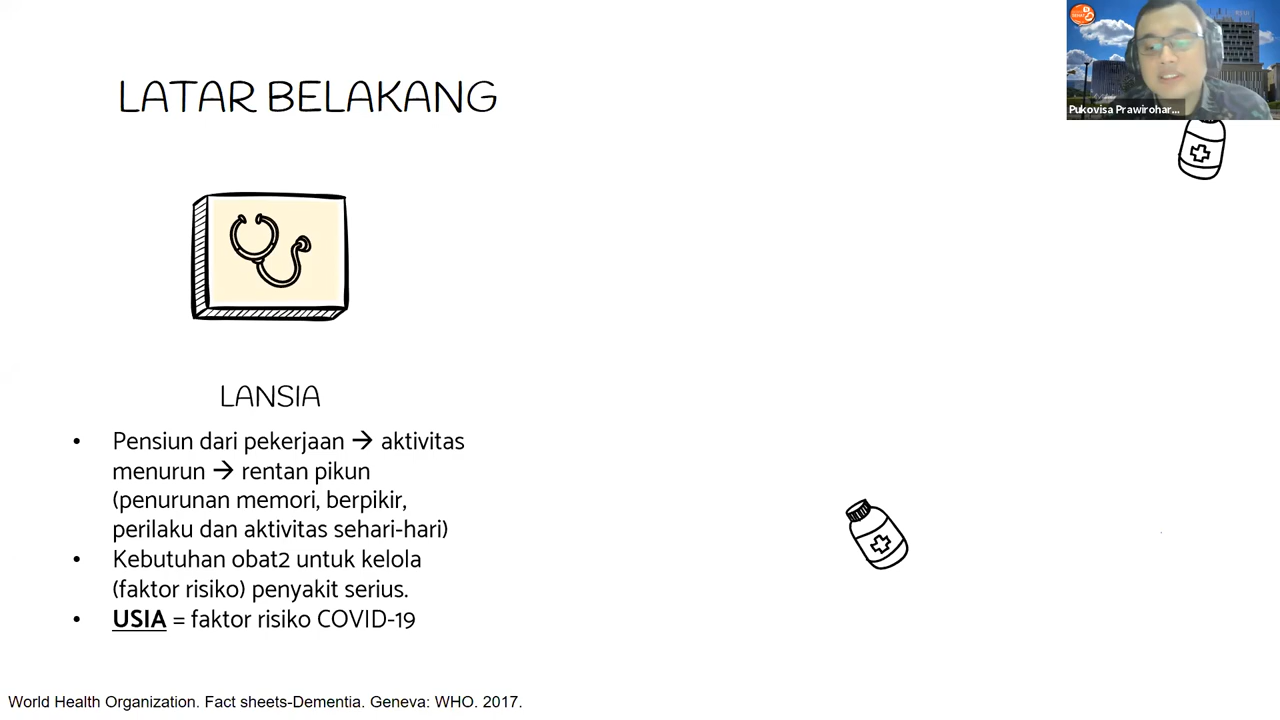 LATAR BELAKANG
Pukovisa Prawirohar...
LANSIA
• Pensiun dari pekerjaan → aktivitas
menurun → rentan pikun
(penurunan memori, berpikir,
perilaku dan aktivitas sehari-hari)
• Kebutuhan obat2 untuk kelola
(faktor risiko) penyakit serius.
• USIA = faktor risiko COVID-19
World Health Organization. Fact sheets-Dementia. Geneva: WHO. 2017.